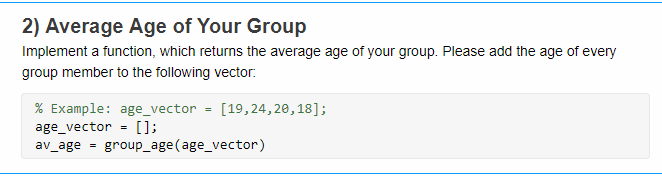 2) Average Age of Your Group
Implement a function, which returns the average age of your group. Please add the age of every
group member to the following vector:
% Example: age_vector = [19,24,20,18];
age_vector = [];
av_age = group_age(age_vector)